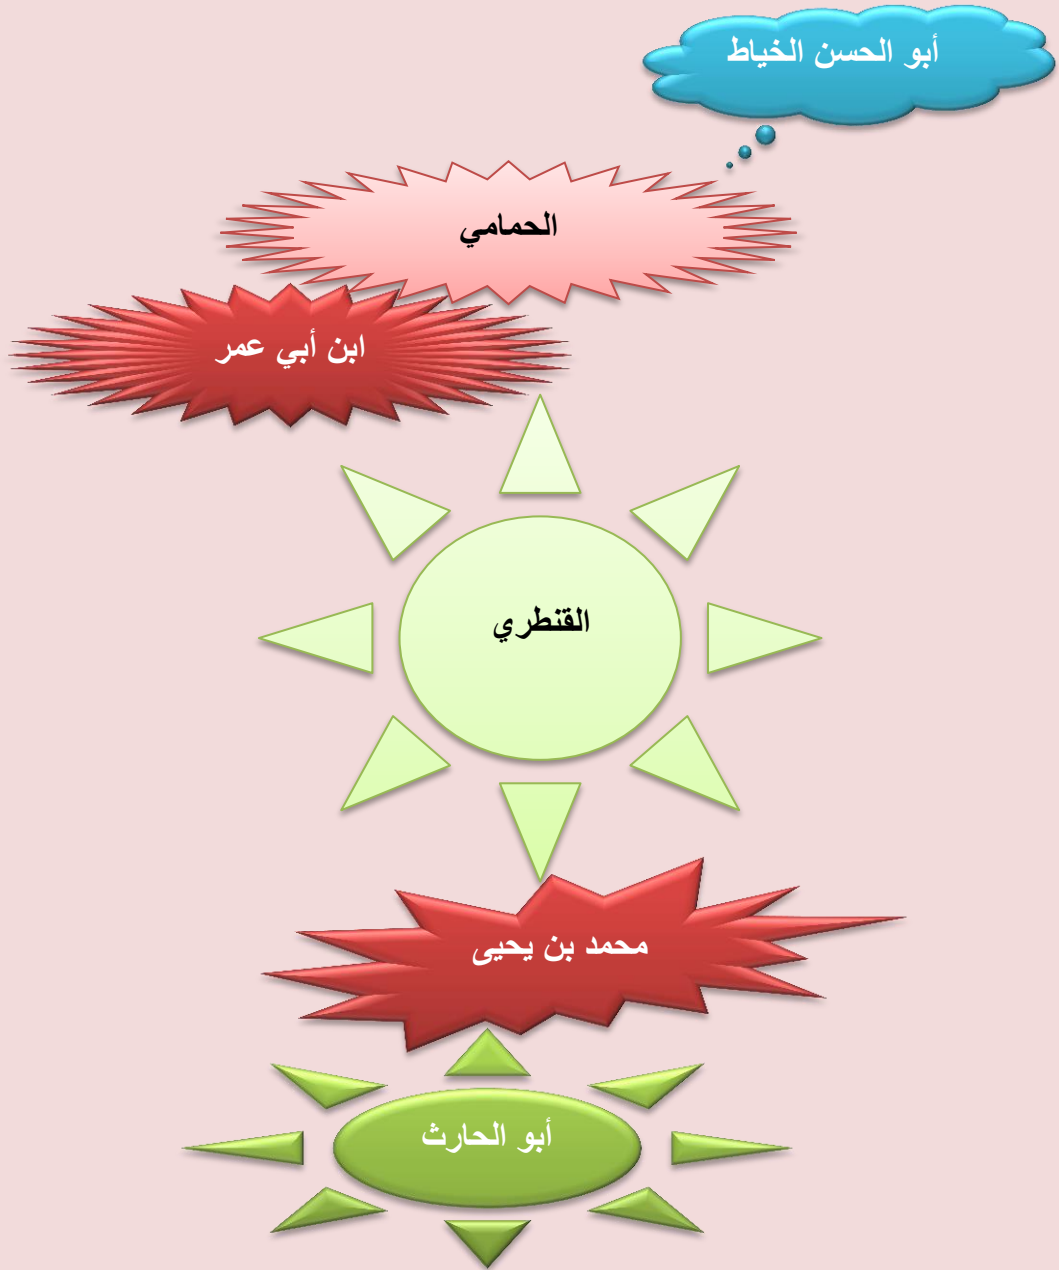 أبو الحسن الخياط
الحمامي
ابن أبي عمر
القنطري
محمد بن يحيى
أبو الحارث